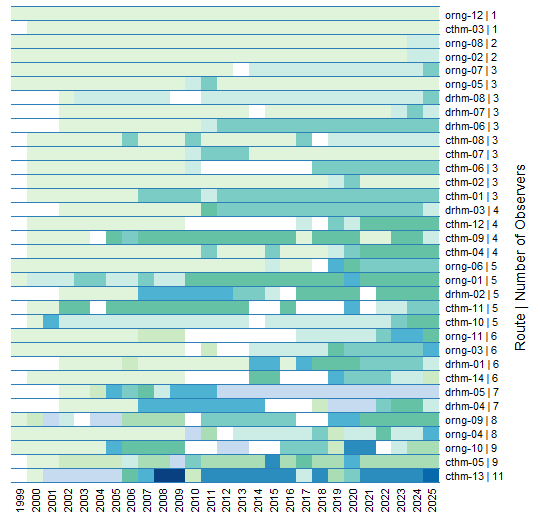 orng-12 | 1
cthm-03 | 1
orng-08 | 2
orng-02 | 2
orng-07 | 3
orng-05 | 3
drhm-08 | 3
drhm-07 | 3
drhm-06 | 3
cthm-08 | 3
cthm-07 | 3
cthm-06 | 3
cthm-02 | 3
cthm-01 | 3
drhm-03 | 4
cthm-12 | 4
cthm-09 | 4
cthm-04 | 4
orng-06 | 5
orng-01 | 5
drhm-02 | 5
cthm-11 | 5
cthm-10 | 5
orng-11 | 6
orng-03 | 6
drhm-01 | 6
cthm-14 | 6
drhm-05 | 7
drhm-04 | 7
orng-09 | 8
orng-04 | 8
orng-10 | 9
cthm-05 | 9
cthm-13 | 11
Route | Number of Observers
1999 2000 2001 2002 2003 2004 2005 2006 2007 2008 2009 2010 2011 2012 2013 2014 2015 2016 2017 2018 2019 2020 2021 2022 2023 2024 2025